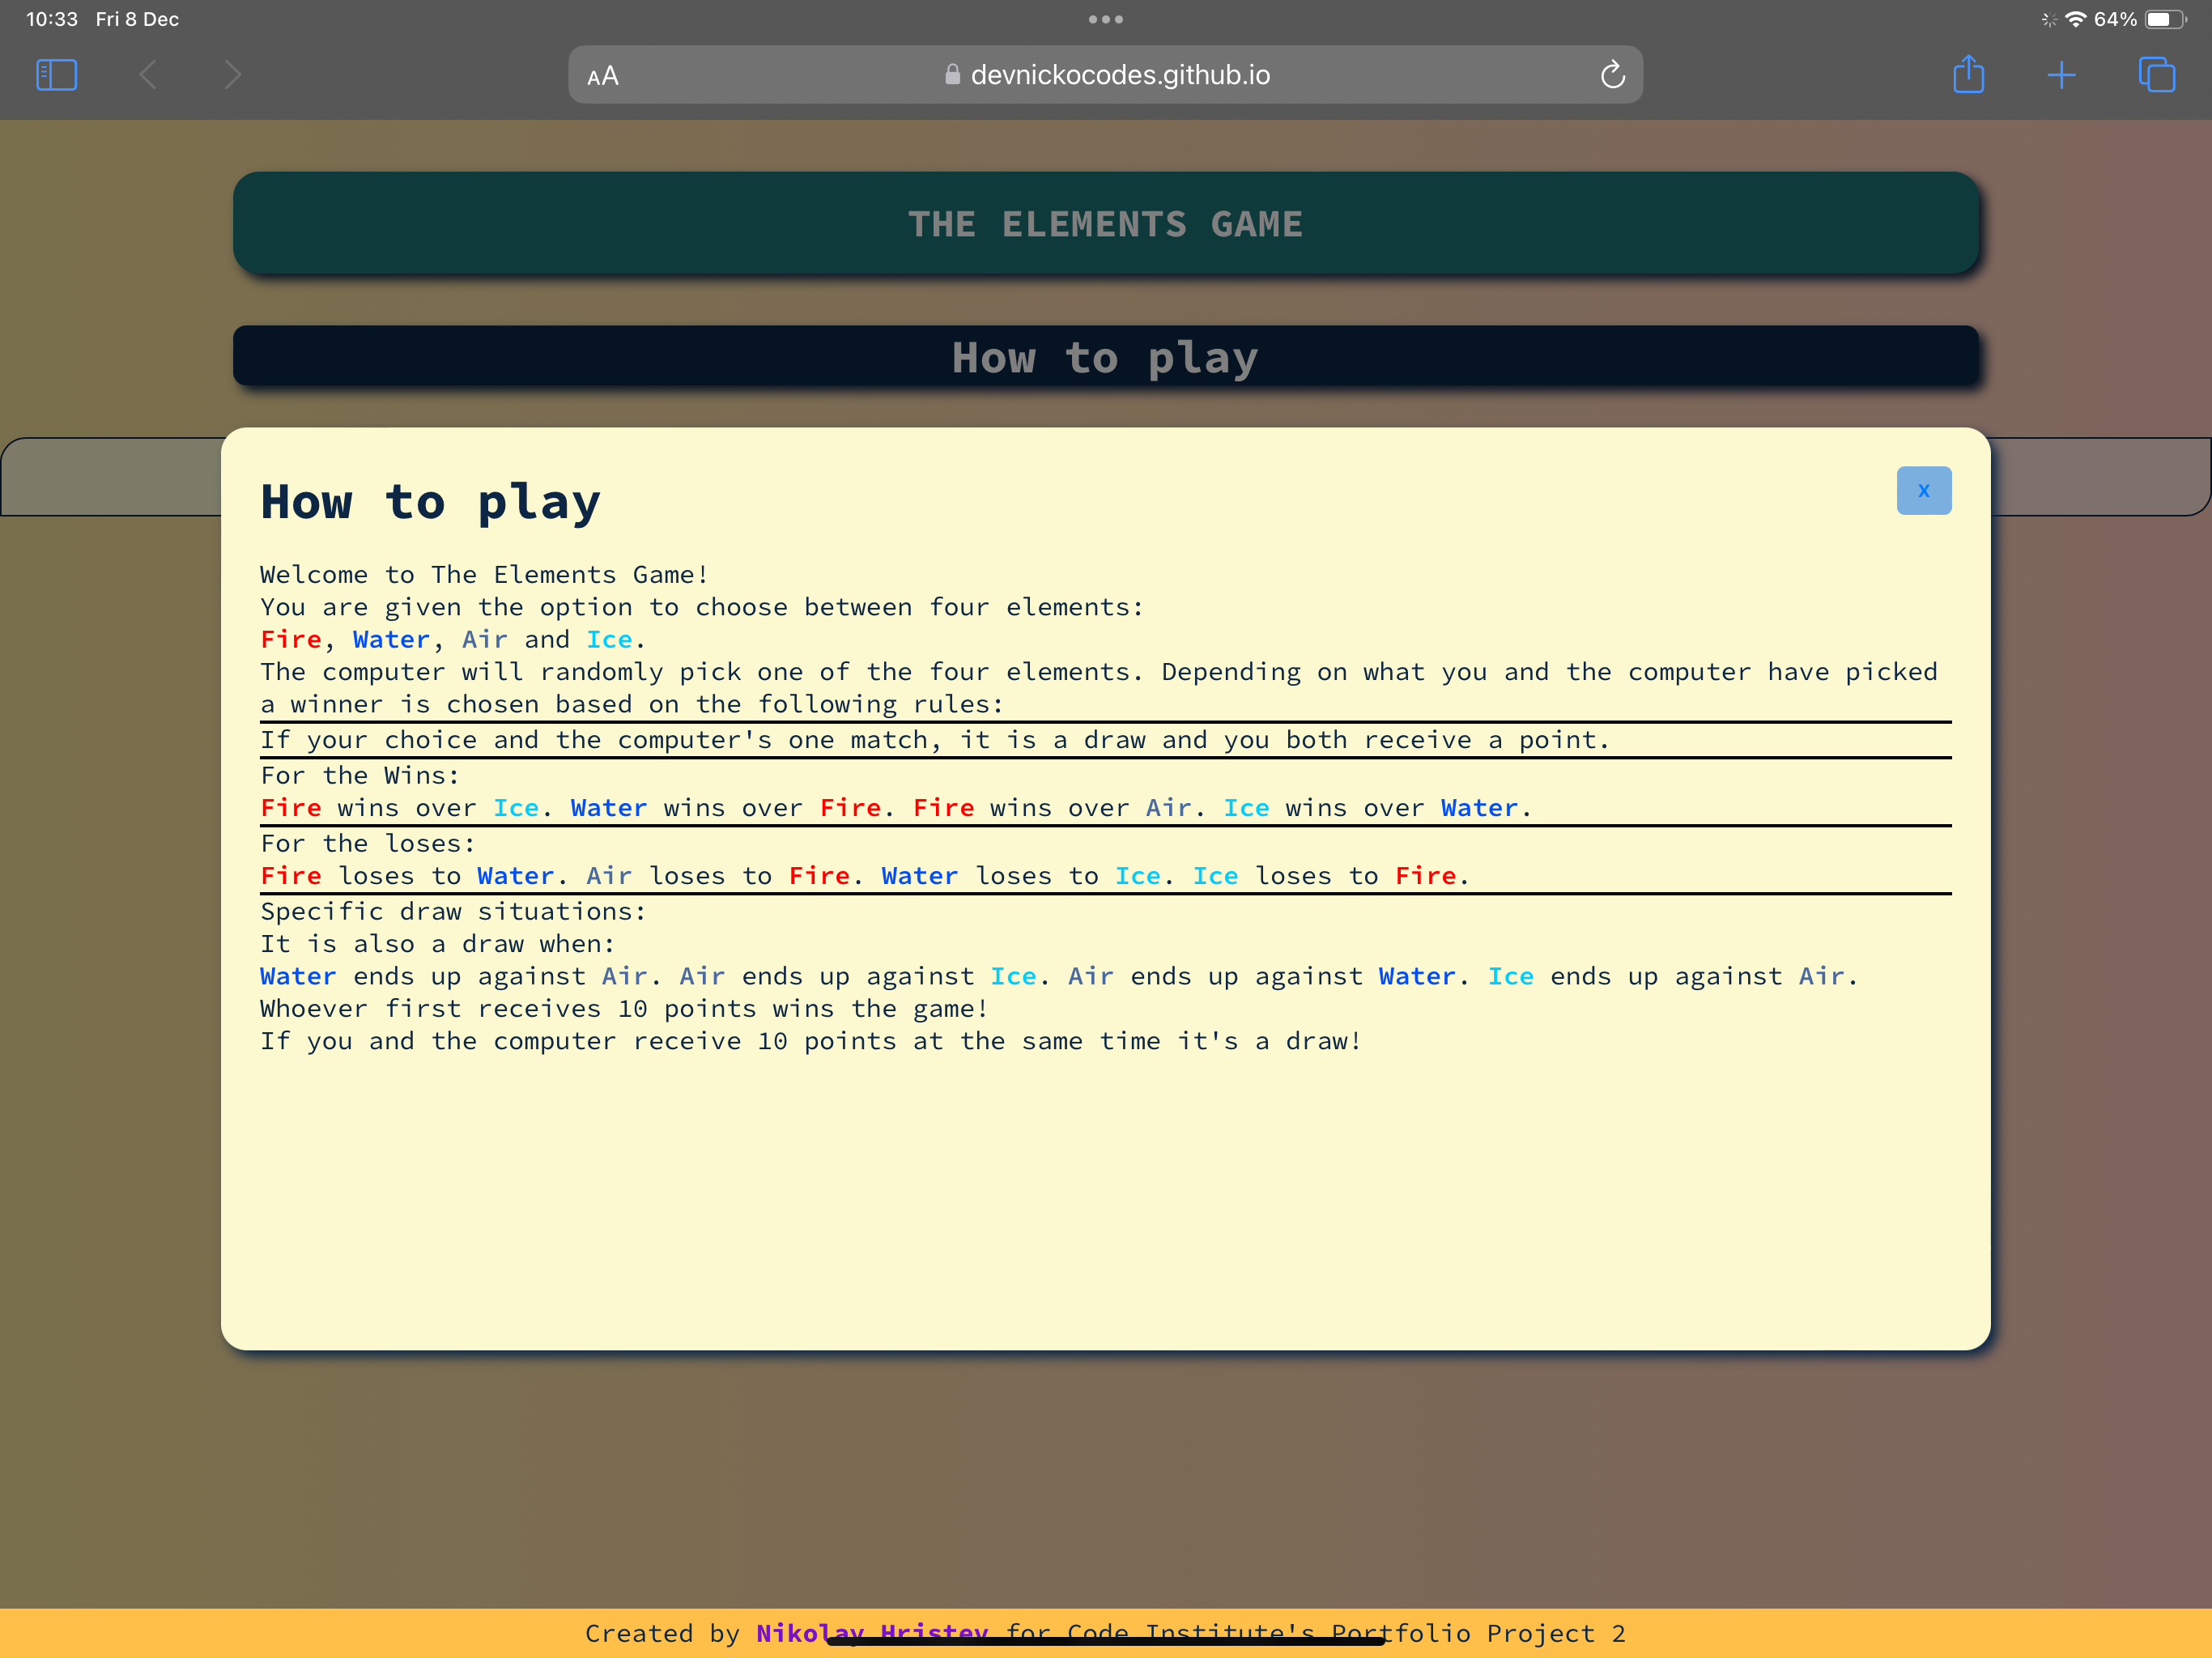 10:33 Fri 8 Dec
64%
AA devnickocodes.github.io
THE ELEMENTS GAME
How to play
How to play
x
Welcome to The Elements Game!
You are given the option to choose between four elements:
Fire, Water, Air and Ice.
The computer will randomly pick one of the four elements. Depending on what you and the computer have picked
a winner is chosen based on the following rules:
If your choice and the computer's one match, it is a draw and you both receive a point.
For the Wins:
Fire wins over Ice. Water wins over Fire. Fire wins over Air. Ice wins over Water.
For the loses:
Fire loses to Water. Air loses to Fire. Water loses to Ice. Ice loses to Fire.
Specific draw situations:
It is also a draw when:
Water ends up against Air. Air ends up against Ice. Air ends up against Water. Ice ends up against Air.
Whoever first receives 10 points wins the game!
If you and the computer receive 10 points at the same time it's a draw!
Created by Nikolay Hristev for Code Institute's Portfolio Project 2